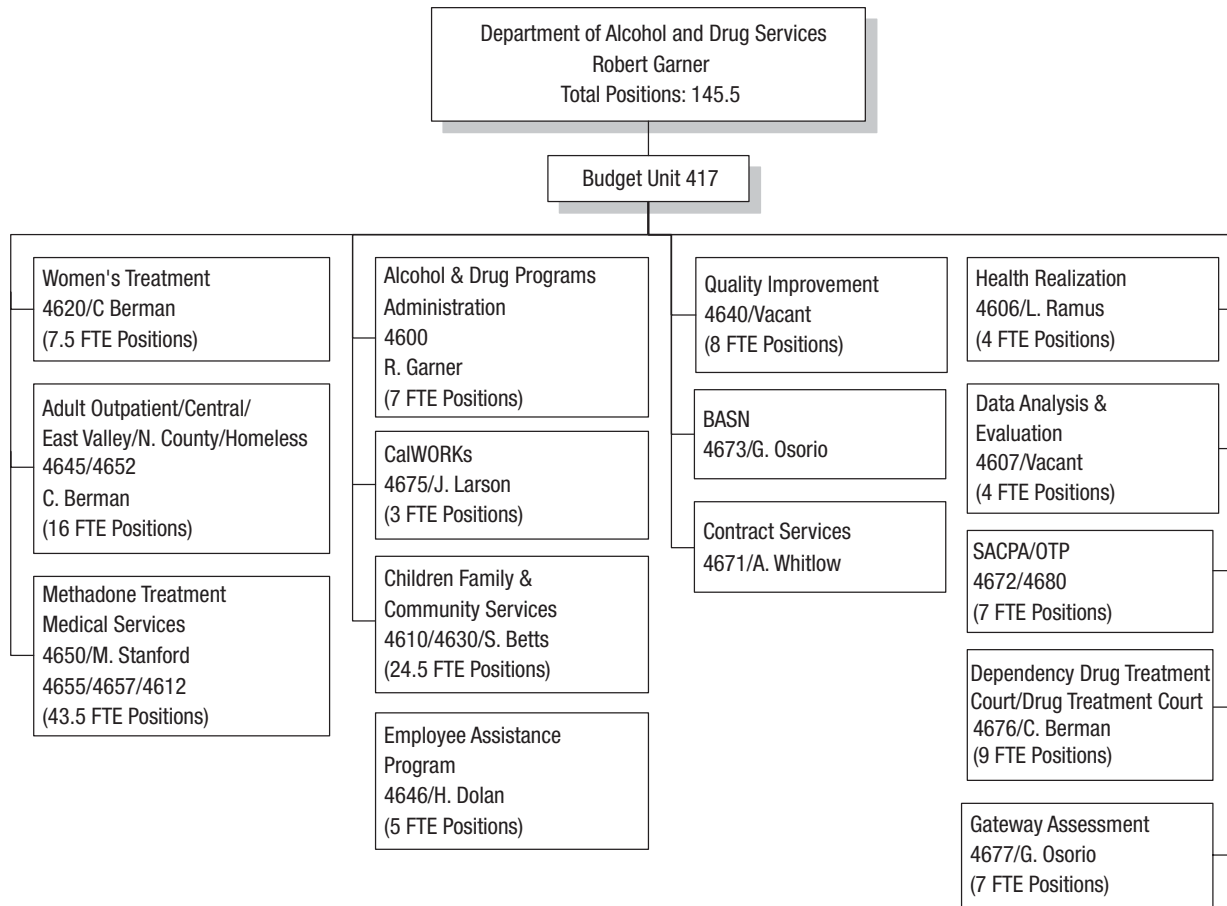 Department of Alcohol and Drug Services
Robert Garner
Total Positions: 145.5
Budget Unit 417
Women's Treatment
4620/C Berman
(7.5 FTE Positions)
Adult Outpatient/Central/
East Valley/N. County/Homeless
4645/4652
C. Berman
(16 FTE Positions)
Methadone Treatment
Medical Services
4650/M. Stanford
4655/4657/4612
(43.5 FTE Positions)
Alcohol & Drug Programs
Administration
4600
R. Garner
(7 FTE Positions)
CalWORKs
4675/J. Larson
(3 FTE Positions)
Children Family &
Community Services
4610/4630/S. Betts
(24.5 FTE Positions)
Employee Assistance
Program
4646/H. Dolan
(5 FTE Positions)
Quality Improvement
4640/Vacant
(8 FTE Positions)
BASN
4673/G. Osorio
Contract Services
4671/A. Whitlow
Health Realization
4606/L. Ramus
(4 FTE Positions)
Data Analysis &
Evaluation
4607/Vacant
(4 FTE Positions)
SACPA/OTP
4672/4680
(7 FTE Positions)
Dependency Drug Treatment
Court/Drug Treatment Court
4676/C. Berman
(9 FTE Positions)
Gateway Assessment
4677/G. Osorio
(7 FTE Positions)